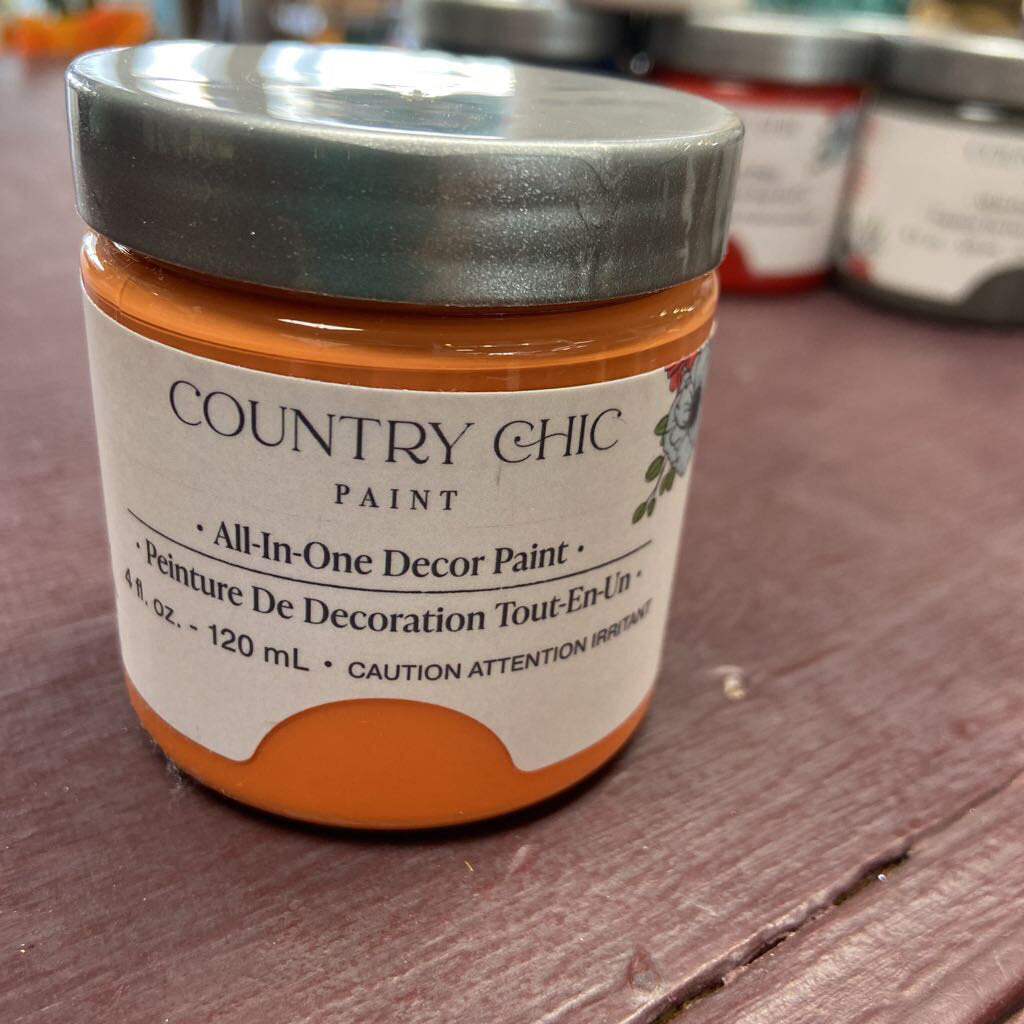 COUNTRY CHIC
PAINT
· All-In-One Decor Paint ·
· Peinture De Decoration Tout-En-Un ·
4 fl. oz. - 120 mL • CAUTION ATTENTION IRRITANT